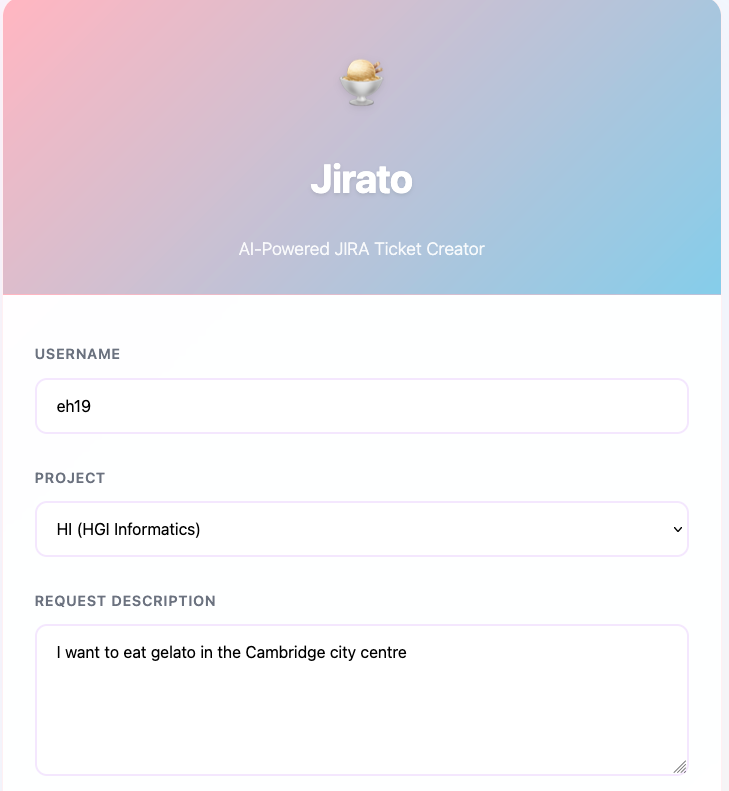 Jirato
AI-Powered JIRA Ticket Creator
USERNAME
eh19
PROJECT
HI (HGI Informatics)
REQUEST DESCRIPTION
I want to eat gelato in the Cambridge city centre